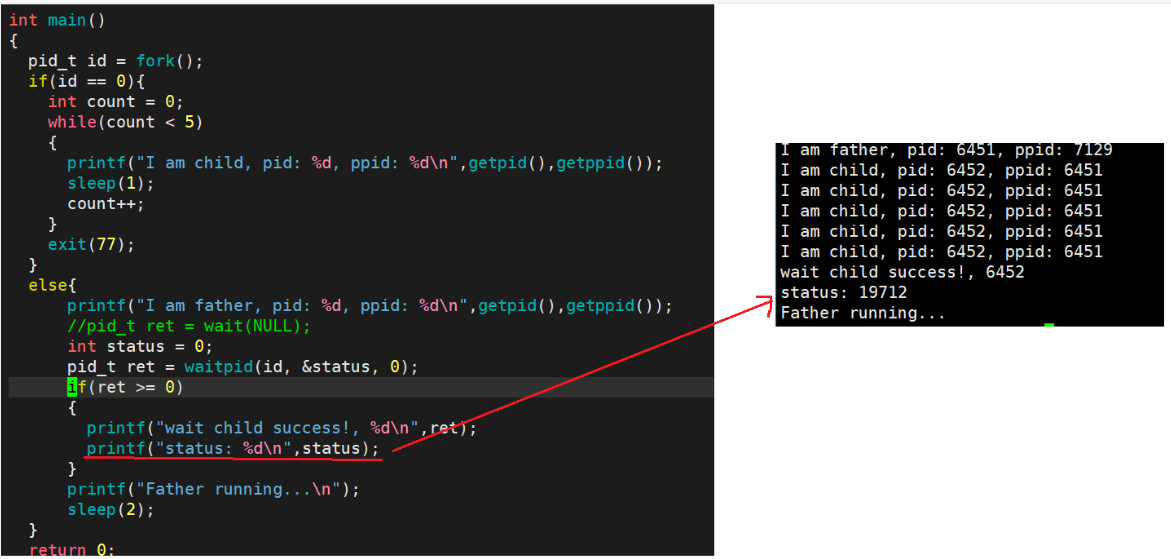 int main()
{
  pid_t id = fork();
  if(id == 0){
    int count = 0;
    while(count < 5)
    {
      printf("I am child, pid: %d, ppid: %d\n",getpid(),getppid());
      sleep(1);
      count++;
    }
    exit(77);
  }
  else{
      printf("I am father, pid: %d, ppid: %d\n",getpid(),getppid());
      //pid_t ret = wait(NULL);
      int status = 0;
      pid_t ret = waitpid(id, &status, 0);
      if(ret >= 0)
      {
        printf("wait child success!, %d\n",ret);
        printf("status: %d\n",status);
      }
      printf("Father running...\n");
      sleep(2);
  }
  return 0;
I am father, pid: 6451, ppid: 7129
I am child, pid: 6452, ppid: 6451
I am child, pid: 6452, ppid: 6451
I am child, pid: 6452, ppid: 6451
I am child, pid: 6452, ppid: 6451
I am child, pid: 6452, ppid: 6451
wait child success!, 6452
status: 19712
Father running...